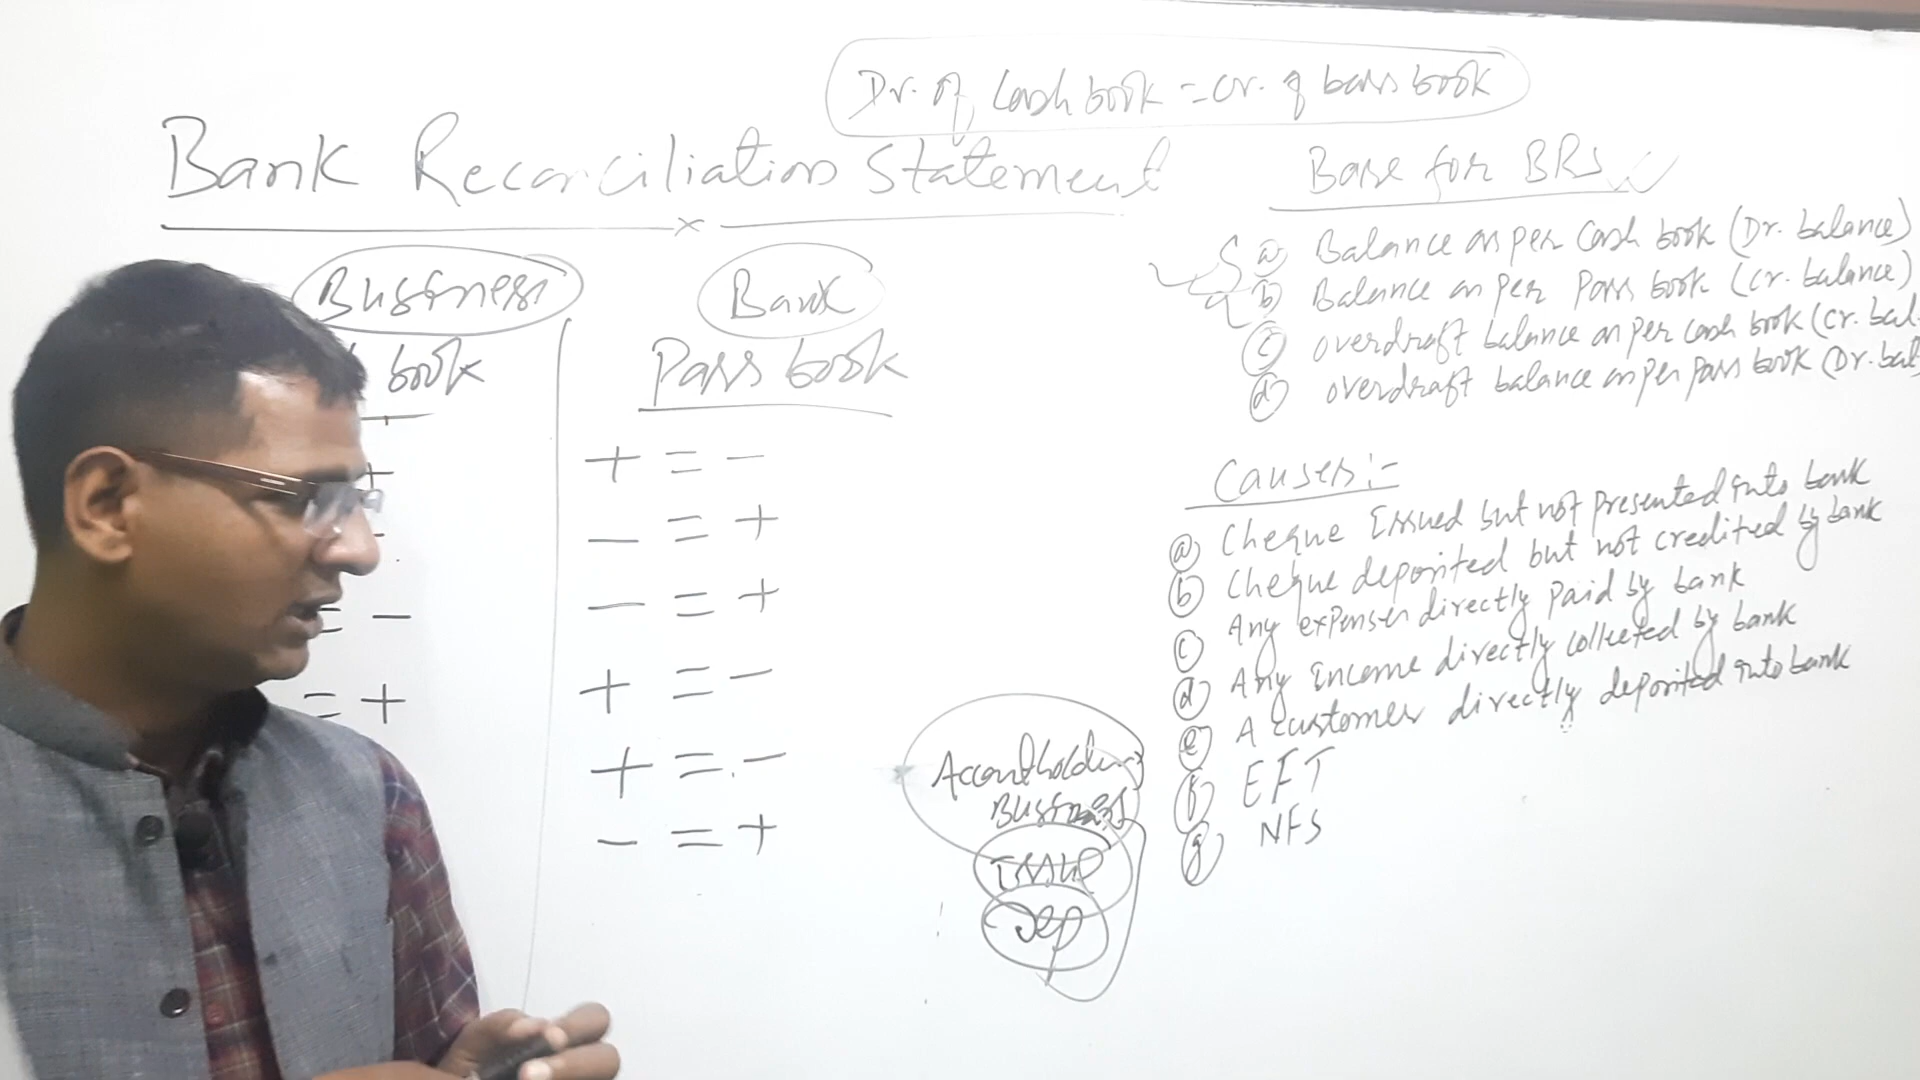 Dr. of Cash book = cr. of pass book
Bank Reconciliation Statement
Business
Bank
book
Pass book
+
+ = -
-
- = +
= -
- = +
= +
+ = -
+ = -
- = +
Base for BRS
a Balance as per Cash book (Dr. balance)
b Balance as per Pass book (cr. balance)
c overdraft balance as per cash book (cr. bal.
d overdraft balance as per pass book (Dr. bal
Causes :-
a Cheque Issued but not presented into bank
b Cheque deposited but not credited by bank
c Any expenses directly paid by bank
d Any Income directly collected by bank
e A customer directly deposited into bank
f EFT
g NFS
Accountholder
Business
Issue
Dep